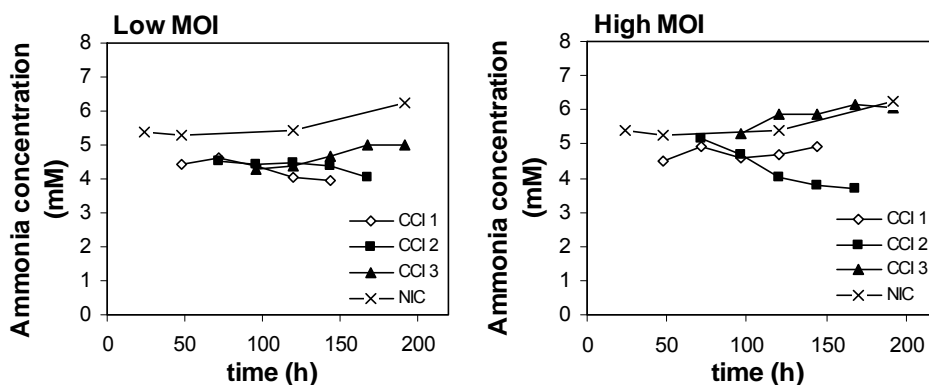 Low MOI
Ammonia concentration
(mM)
8
7
6
5
4
3
2
1
0
0 50 100 150 200
time (h)
CCI 1
CCI 2
CCI 3
NIC
High MOI
Ammonia concentration
(mM)
8
7
6
5
4
3
2
1
0
0 50 100 150 200
time (h)
CCI 1
CCI 2
CCI 3
NIC